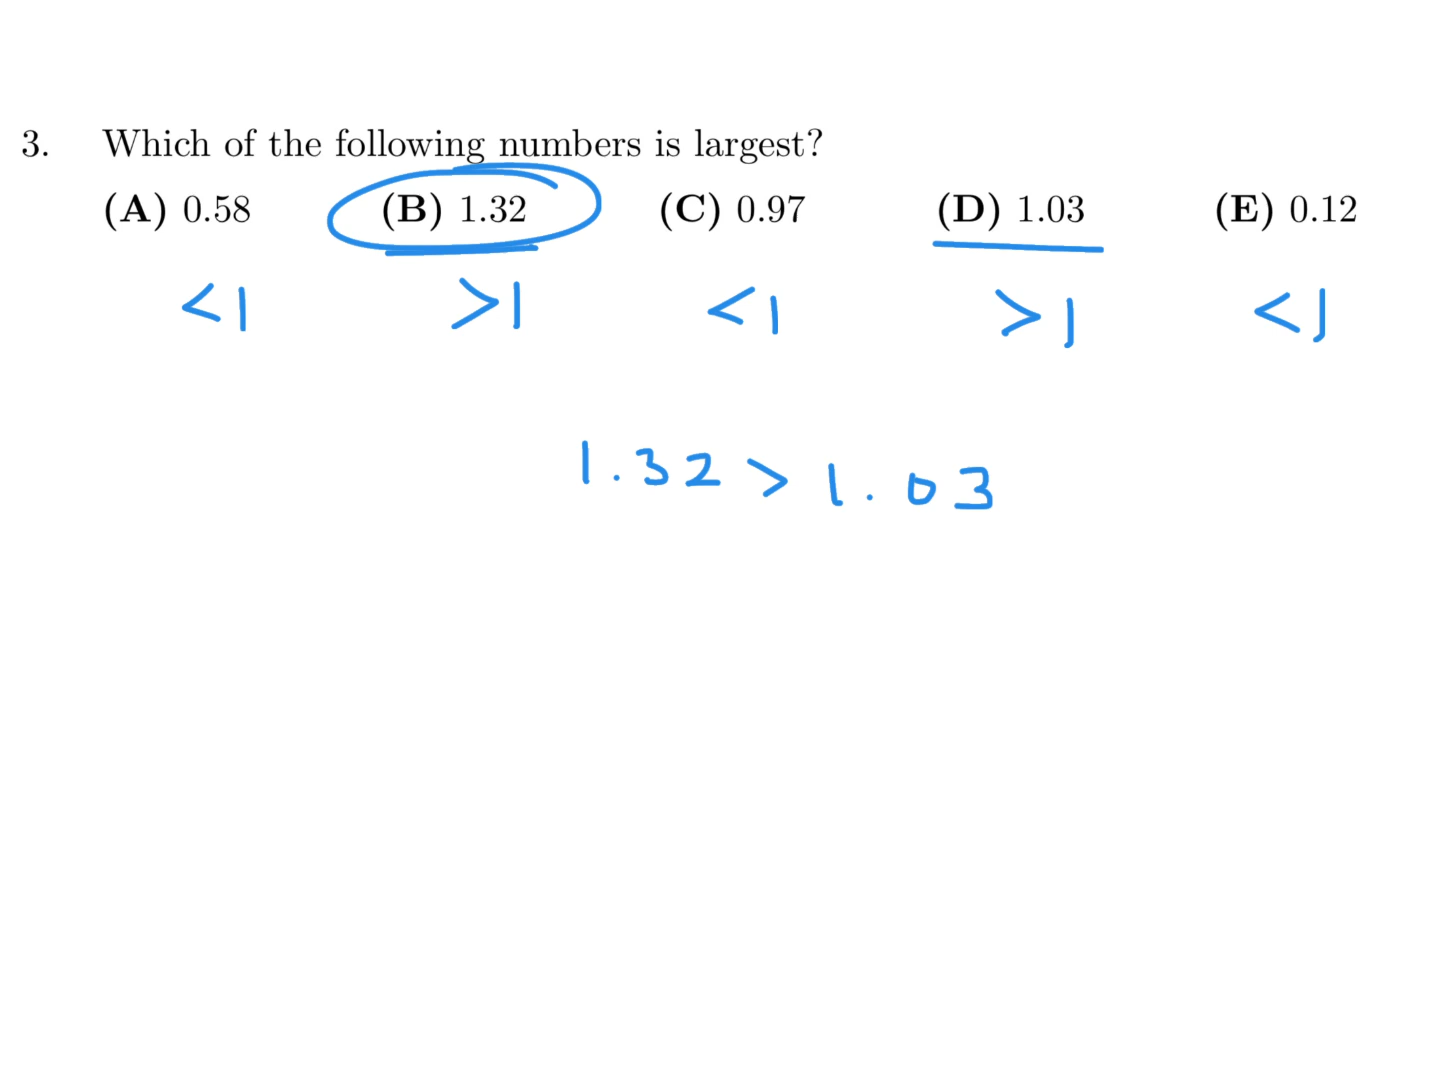 3. Which of the following numbers is largest?
(A) 0.58 (B) 1.32 (C) 0.97 (D) 1.03 (E) 0.12
<1 >1 <1 >1 <1
1.32 > 1.03